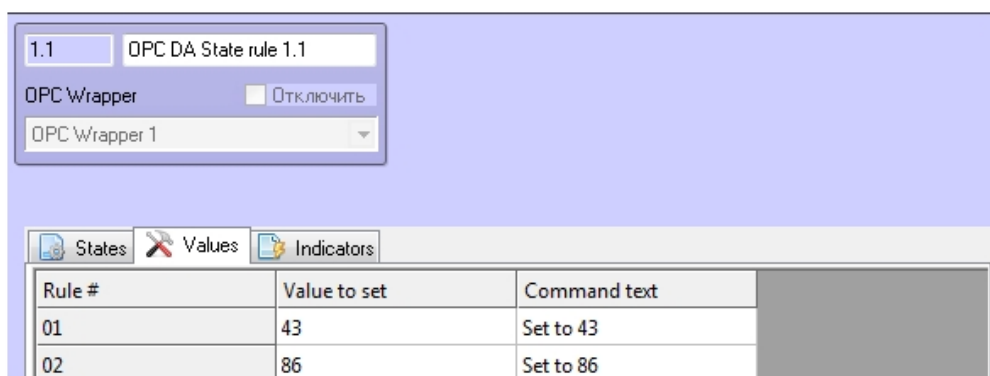 1.1 OPC DA State rule 1.1
OPC Wrapper Отключить
OPC Wrapper 1
States Values Indicators
Rule # Value to set Command text
01 43 Set to 43
02 86 Set to 86